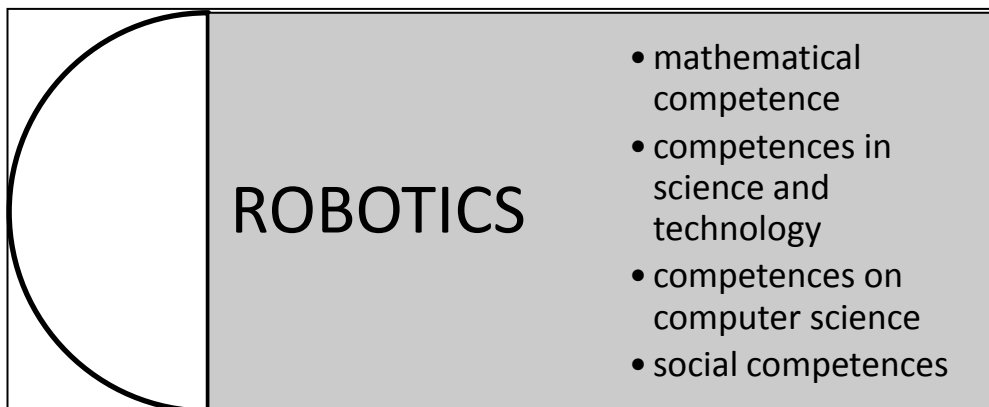 ROBOTICS
• mathematical
competence
• competences in
science and
technology
• competences on
computer science
• social competences